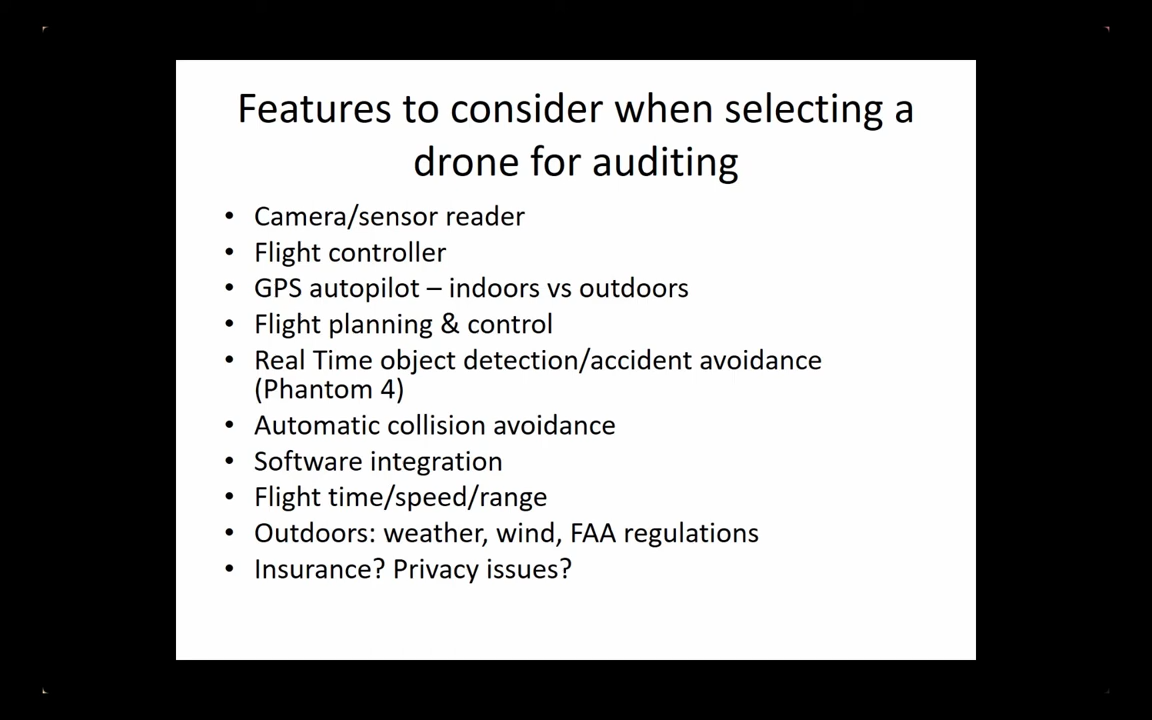 Features to consider when selecting a
drone for auditing
• Camera/sensor reader
• Flight controller
• GPS autopilot – indoors vs outdoors
• Flight planning & control
• Real Time object detection/accident avoidance
(Phantom 4)
• Automatic collision avoidance
• Software integration
• Flight time/speed/range
• Outdoors: weather, wind, FAA regulations
• Insurance? Privacy issues?